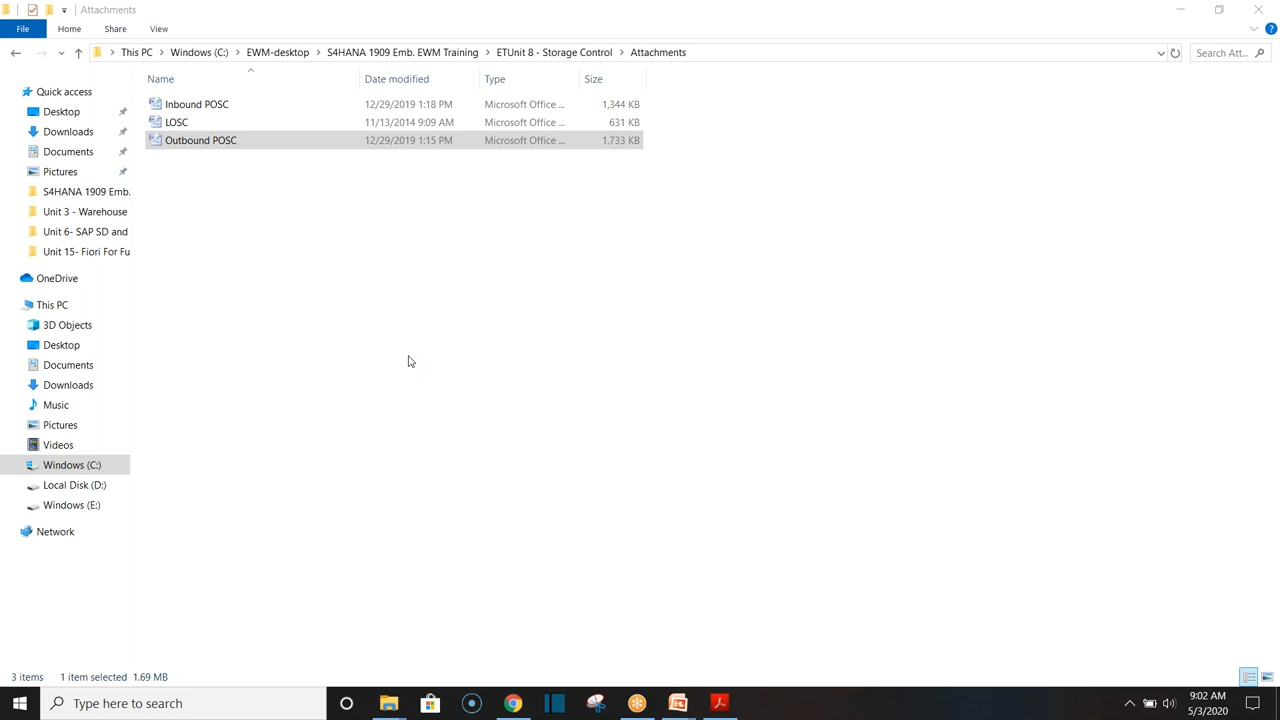 Attachments
File Home Share View
This PC Windows (C:) EWM-desktop S4HANA 1909 Emb. EWM Training ETUnit 8 - Storage Control Attachments Search Att...
Name Date modified Type Size
Quick access
Inbound POSC 12/29/2019 1:18 PM Microsoft Office ... 1,344 KB
Desktop
LOSC 11/13/2014 9:09 AM Microsoft Office ... 631 KB
Downloads
Outbound POSC 12/29/2019 1:15 PM Microsoft Office ... 1,733 KB
Documents
Pictures
S4HANA 1909 Emb.
Unit 3 - Warehouse
Unit 6- SAP SD and
Unit 15- Fiori For Fu
OneDrive
This PC
3D Objects
Desktop
Documents
Downloads
Music
Pictures
Videos
Windows (C:)
Local Disk (D:)
Windows (E:)
Network
3 items 1 item selected 1.69 MB
Type here to search
9:02 AM
5/3/2020